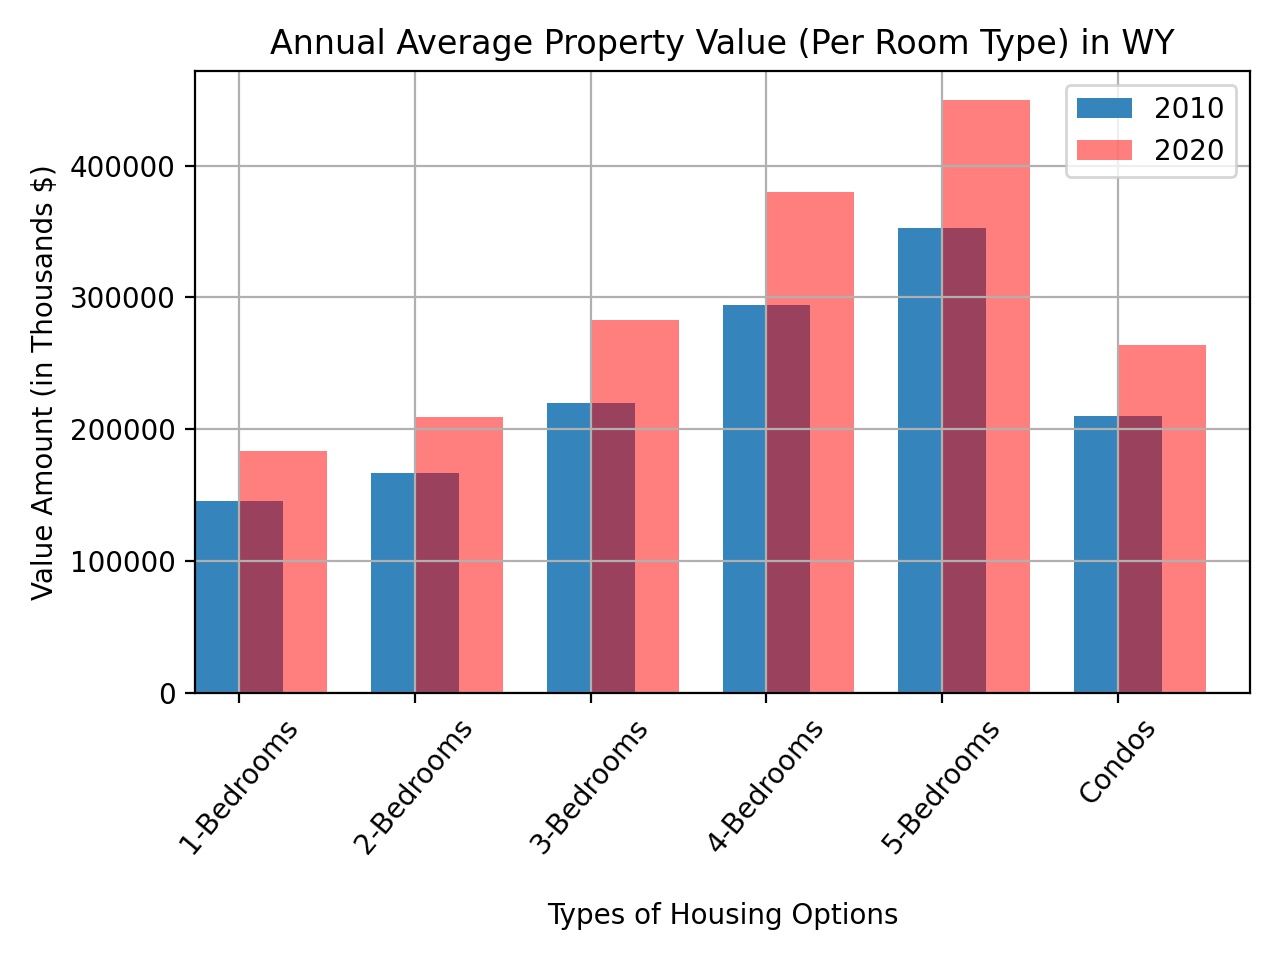 Annual Average Property Value (Per Room Type) in WY
2010
2020
Value Amount (in Thousands $)
400000
300000
200000
100000
0
1-Bedrooms
2-Bedrooms
3-Bedrooms
4-Bedrooms
5-Bedrooms
Condos
Types of Housing Options